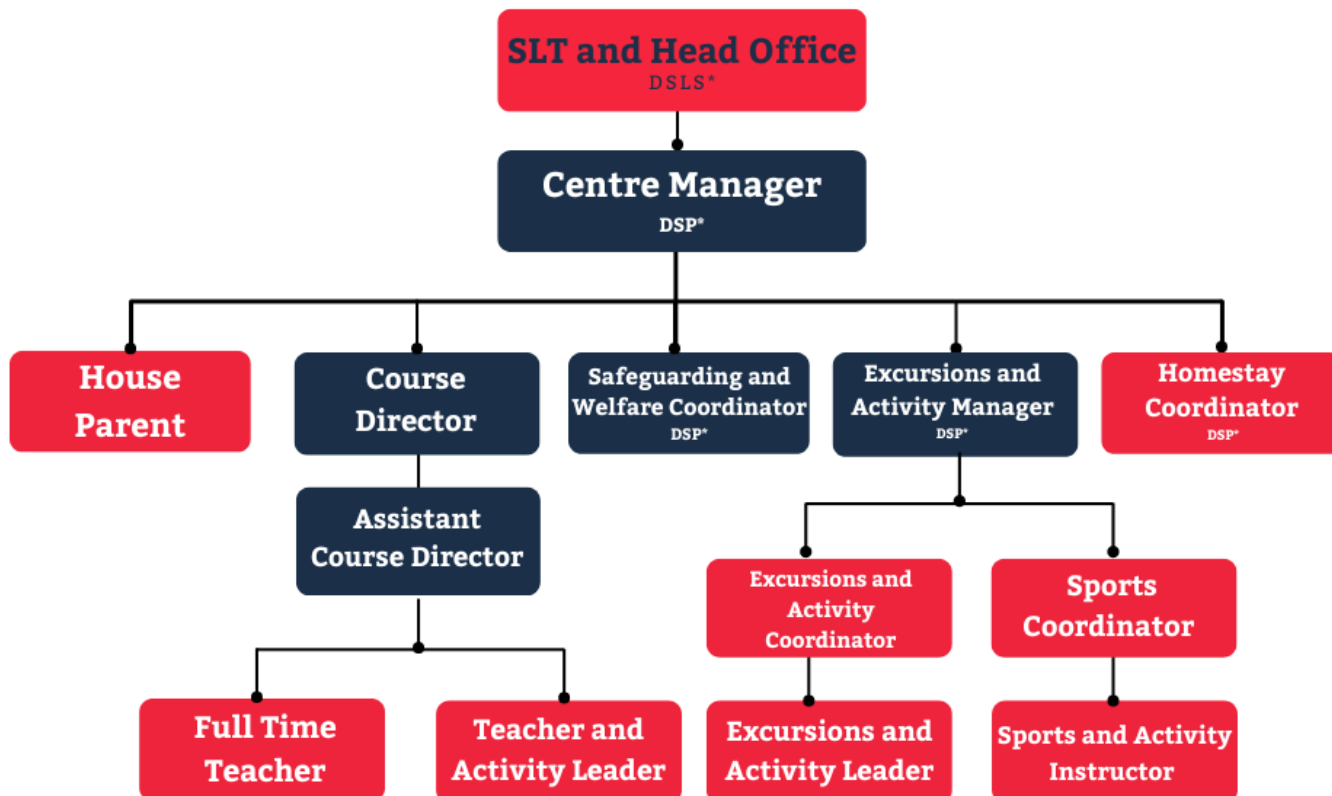 SLT and Head Office
DSLS*
Centre Manager
DSP*
House
Parent
Course
Director
Safeguarding and
Welfare Coordinator
DSP*
Excursions and
Activity Manager
DSP*
Homestay
Coordinator
DSP*
Assistant
Course Director
Excursions and
Activity
Coordinator
Sports
Coordinator
Full Time
Teacher
Teacher and
Activity Leader
Excursions and
Activity Leader
Sports and Activity
Instructor